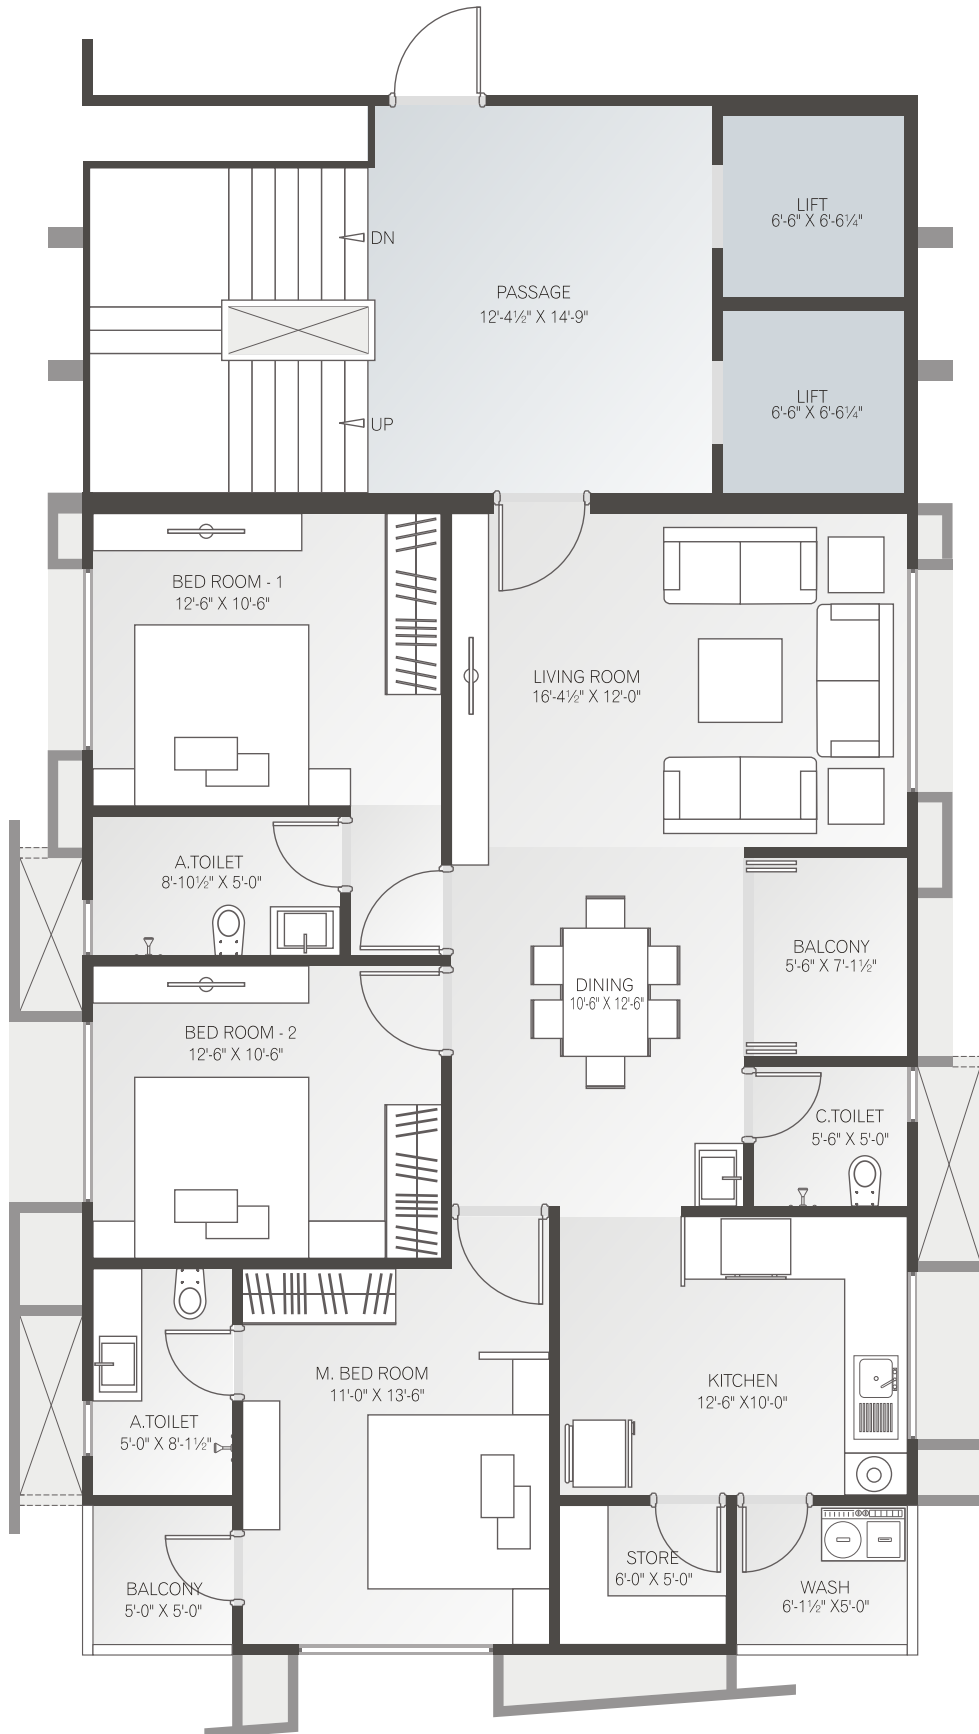 LIFT
6'-6" X 6'-6¼"
DN
PASSAGE
12'-4½" X 14'-9"
LIFT
6'-6" X 6'-6¼"
UP
BED ROOM - 1
12'-6" X 10'-6"
LIVING ROOM
16'-4½" X 12'-0"
A.TOILET
8'-10½" X 5'-0"
BALCONY
5'-6" X 7'-1½"
DINING
10'-6" X 12'-6"
BED ROOM - 2
12'-6" X 10'-6"
C.TOILET
5'-6" X 5'-0"
M. BED ROOM
11'-0" X 13'-6"
KITCHEN
12'-6" X10'-0"
A.TOILET
5'-0" X 8'-1½"
STORE
6'-0" X 5'-0"
BALCONY
5'-0" X 5'-0"
WASH
6'-1½" X5'-0"